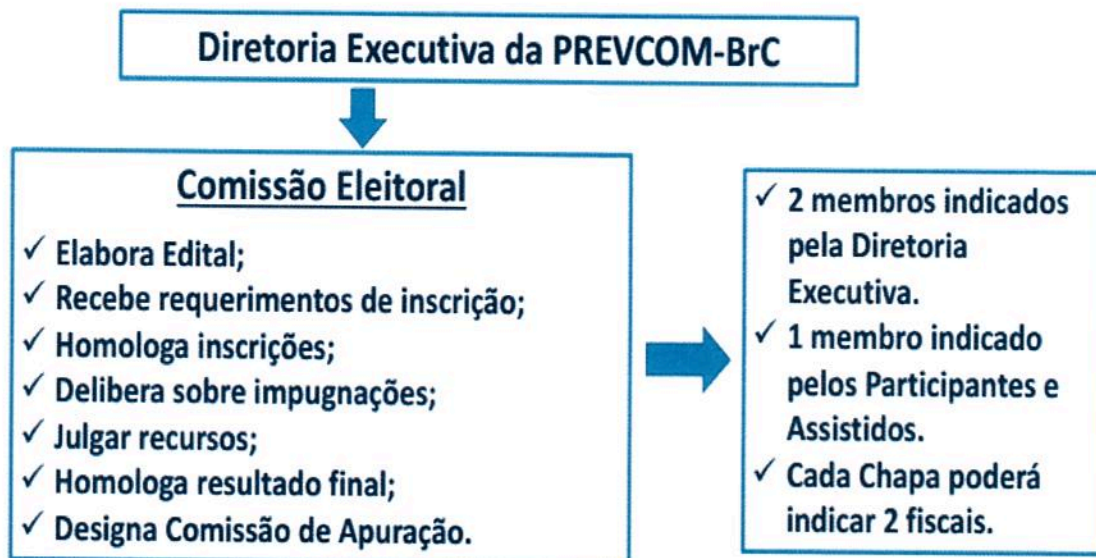 Diretoria Executiva da PREVCOM-BrC
Comissão Eleitoral
✓ Elabora Edital;
✓ Recebe requerimentos de inscrição;
✓ Homologa inscrições;
✓ Delibera sobre impugnações;
✓ Julgar recursos;
✓ Homologa resultado final;
✓ Designa Comissão de Apuração.
✓ 2 membros indicados
pela Diretoria
Executiva.
✓ 1 membro indicado
pelos Participantes e
Assistidos.
✓ Cada Chapa poderá
indicar 2 fiscais.